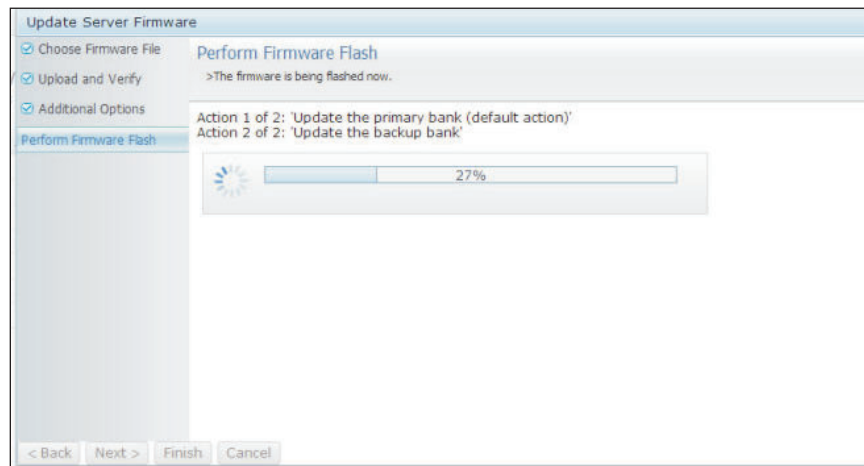 Update Server Firmware
Choose Firmware File
Upload and Verify
Additional Options
Perform Firmware Flash
Perform Firmware Flash
>The firmware is being flashed now.
Action 1 of 2: 'Update the primary bank (default action)'
Action 2 of 2: 'Update the backup bank'
27%
< Back Next > Finish Cancel